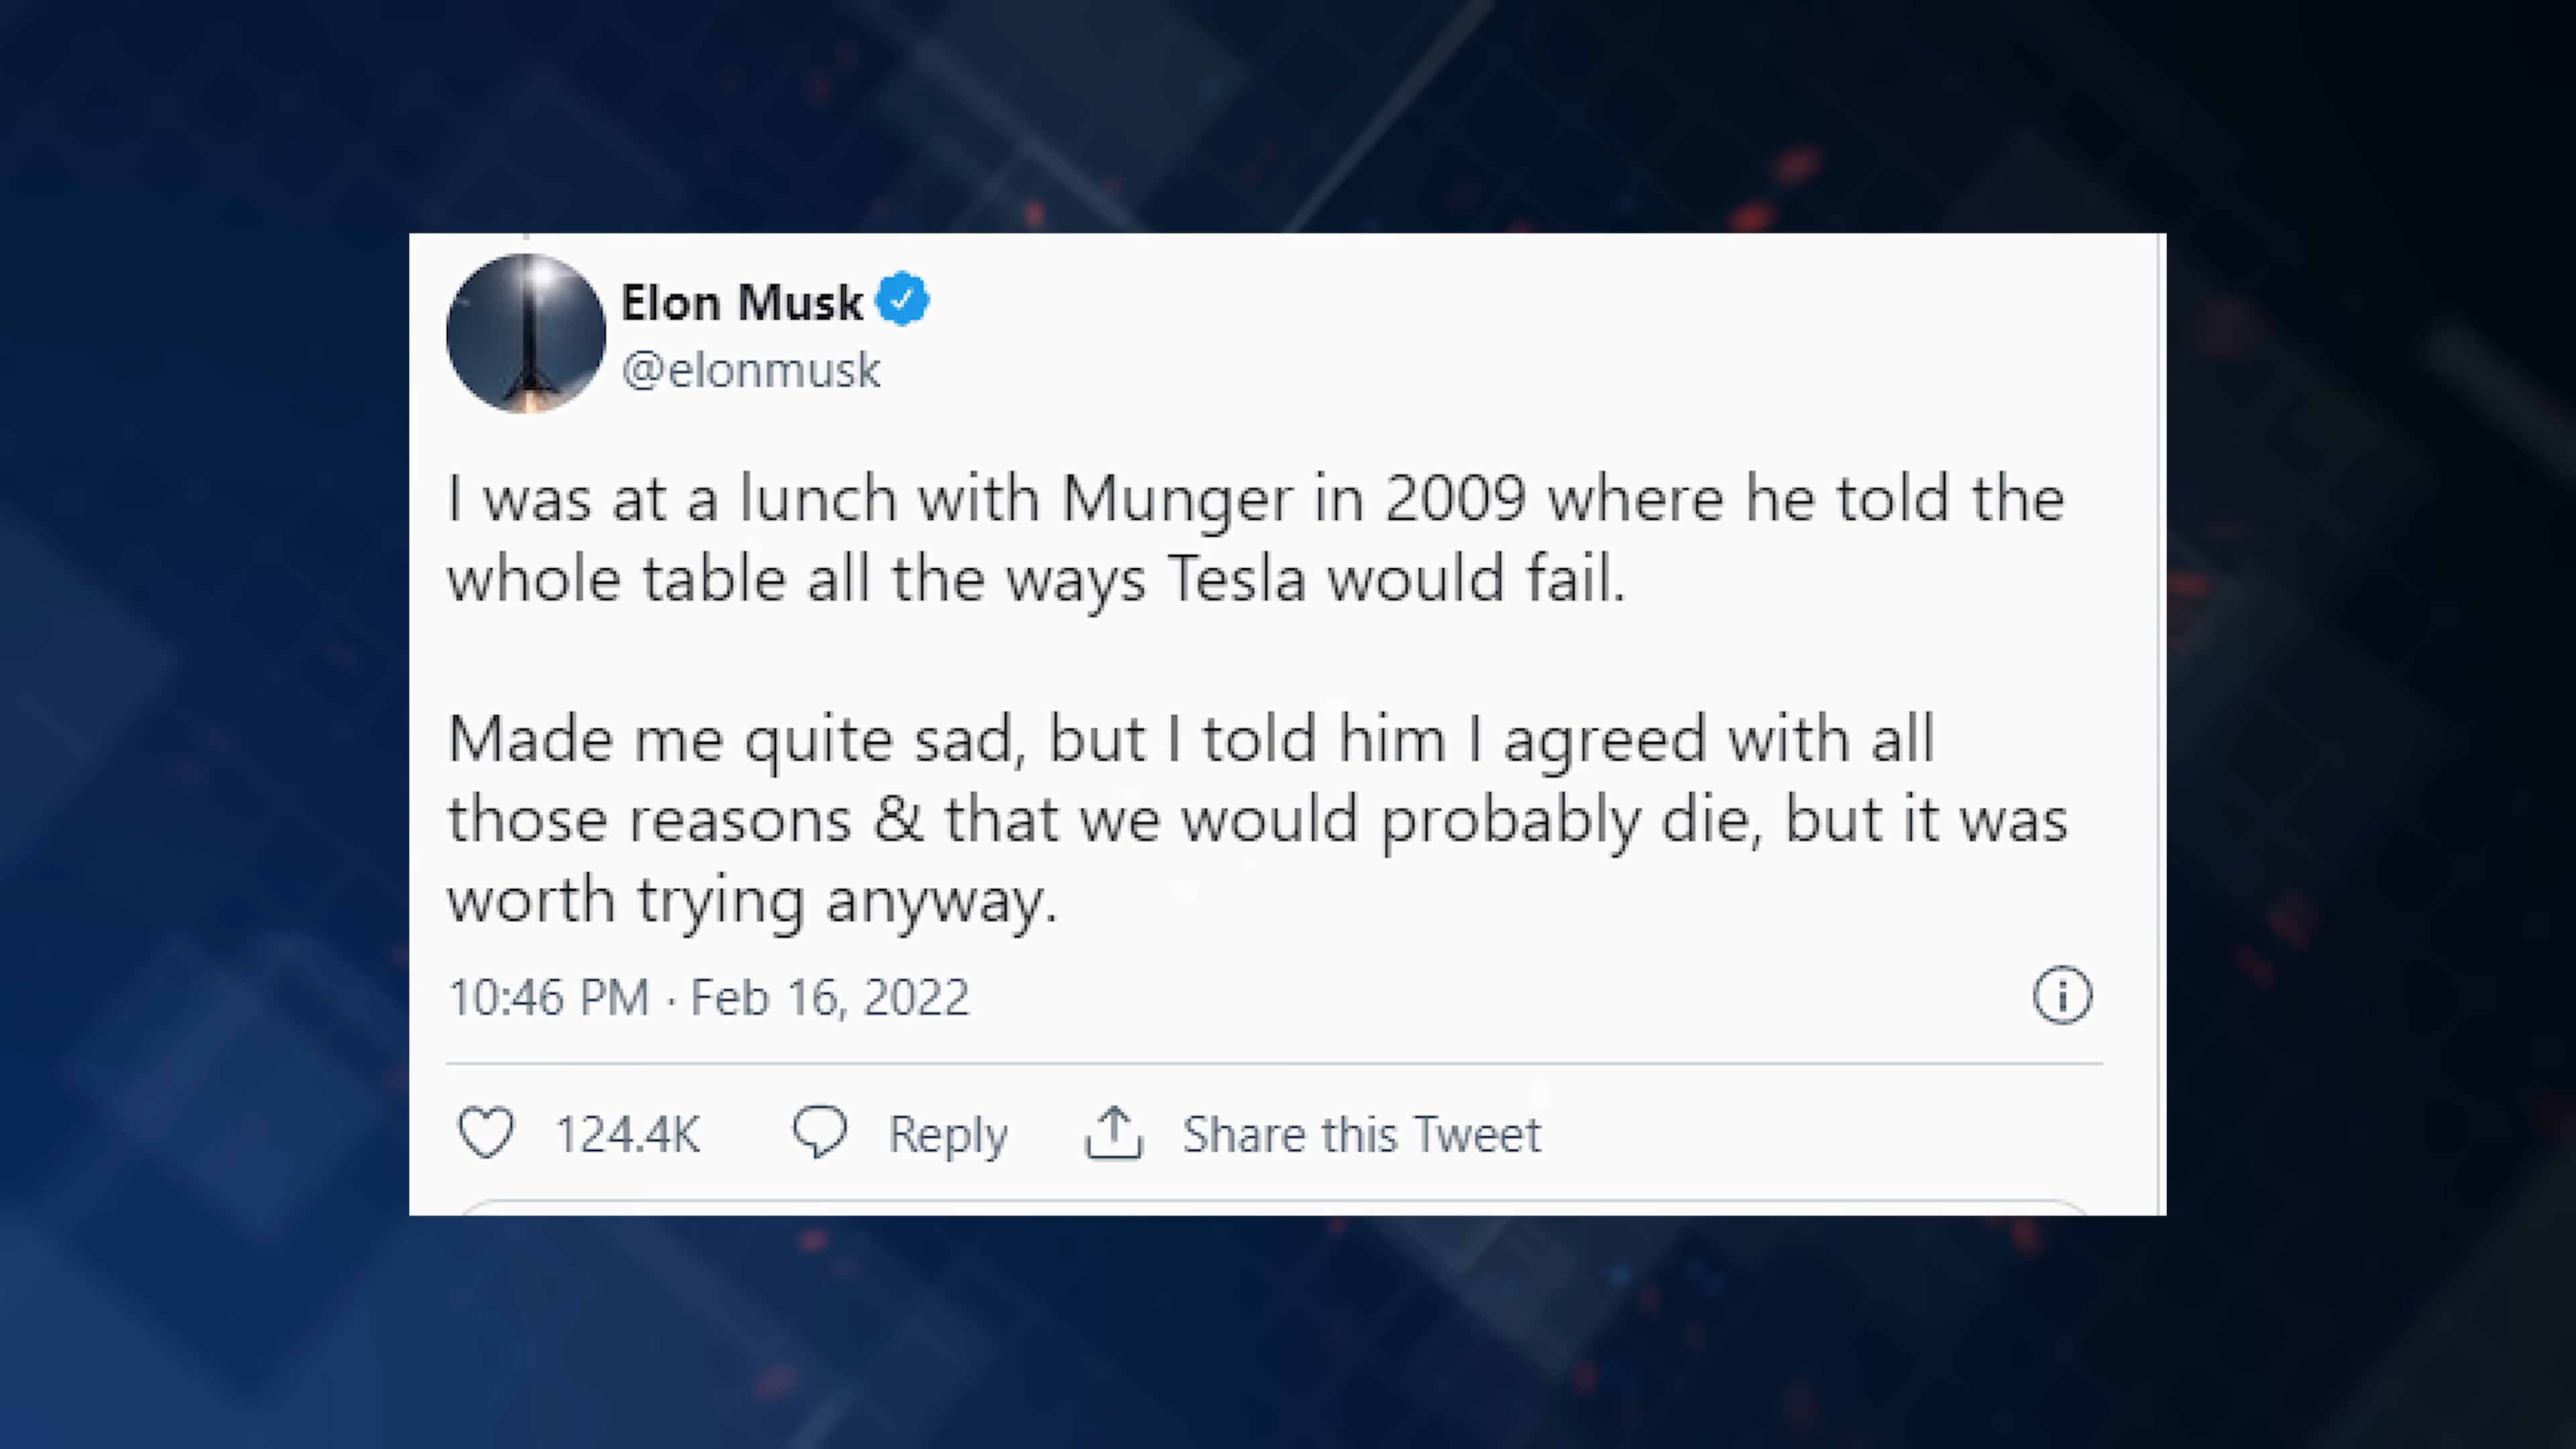 Elon Musk
@elonmusk
I was at a lunch with Munger in 2009 where he told the
whole table all the ways Tesla would fail.
Made me quite sad, but I told him I agreed with all
those reasons & that we would probably die, but it was
worth trying anyway.
10:46 PM · Feb 16, 2022
124.4K Reply Share this Tweet